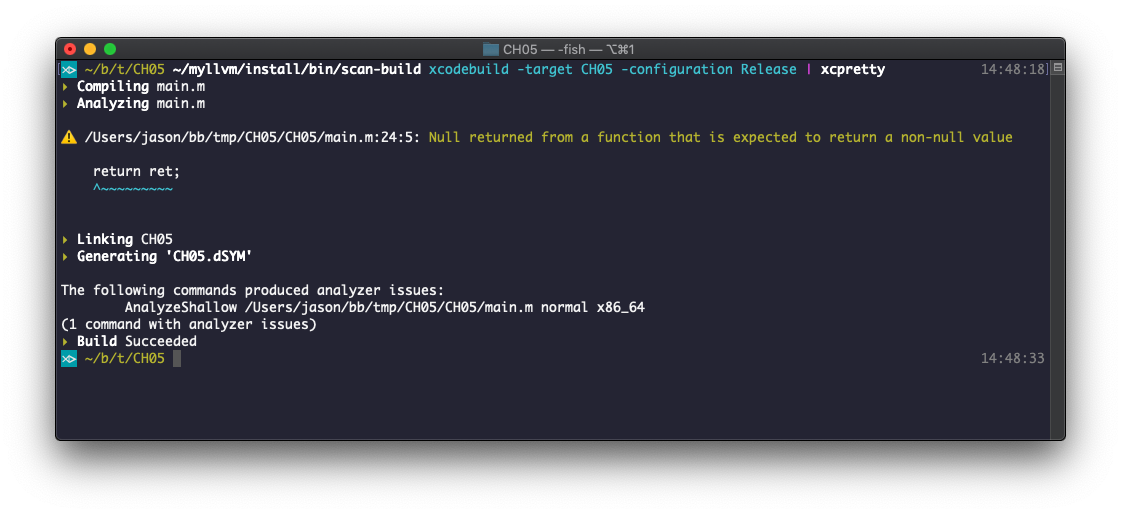 CH05 — -fish — ⌥⌘1
~/b/t/CH05 ~/myllvm/install/bin/scan-build xcodebuild -target CH05 -configuration Release | xcpretty 14:48:18
▸ Compiling main.m
▸ Analyzing main.m
⚠️ /Users/jason/bb/tmp/CH05/CH05/main.m:24:5: Null returned from a function that is expected to return a non-null value
return ret;
^~~~~~~~~~
▸ Linking CH05
▸ Generating 'CH05.dSYM'
The following commands produced analyzer issues:
AnalyzeShallow /Users/jason/bb/tmp/CH05/CH05/main.m normal x86_64
(1 command with analyzer issues)
▸ Build Succeeded
~/b/t/CH05 14:48:33